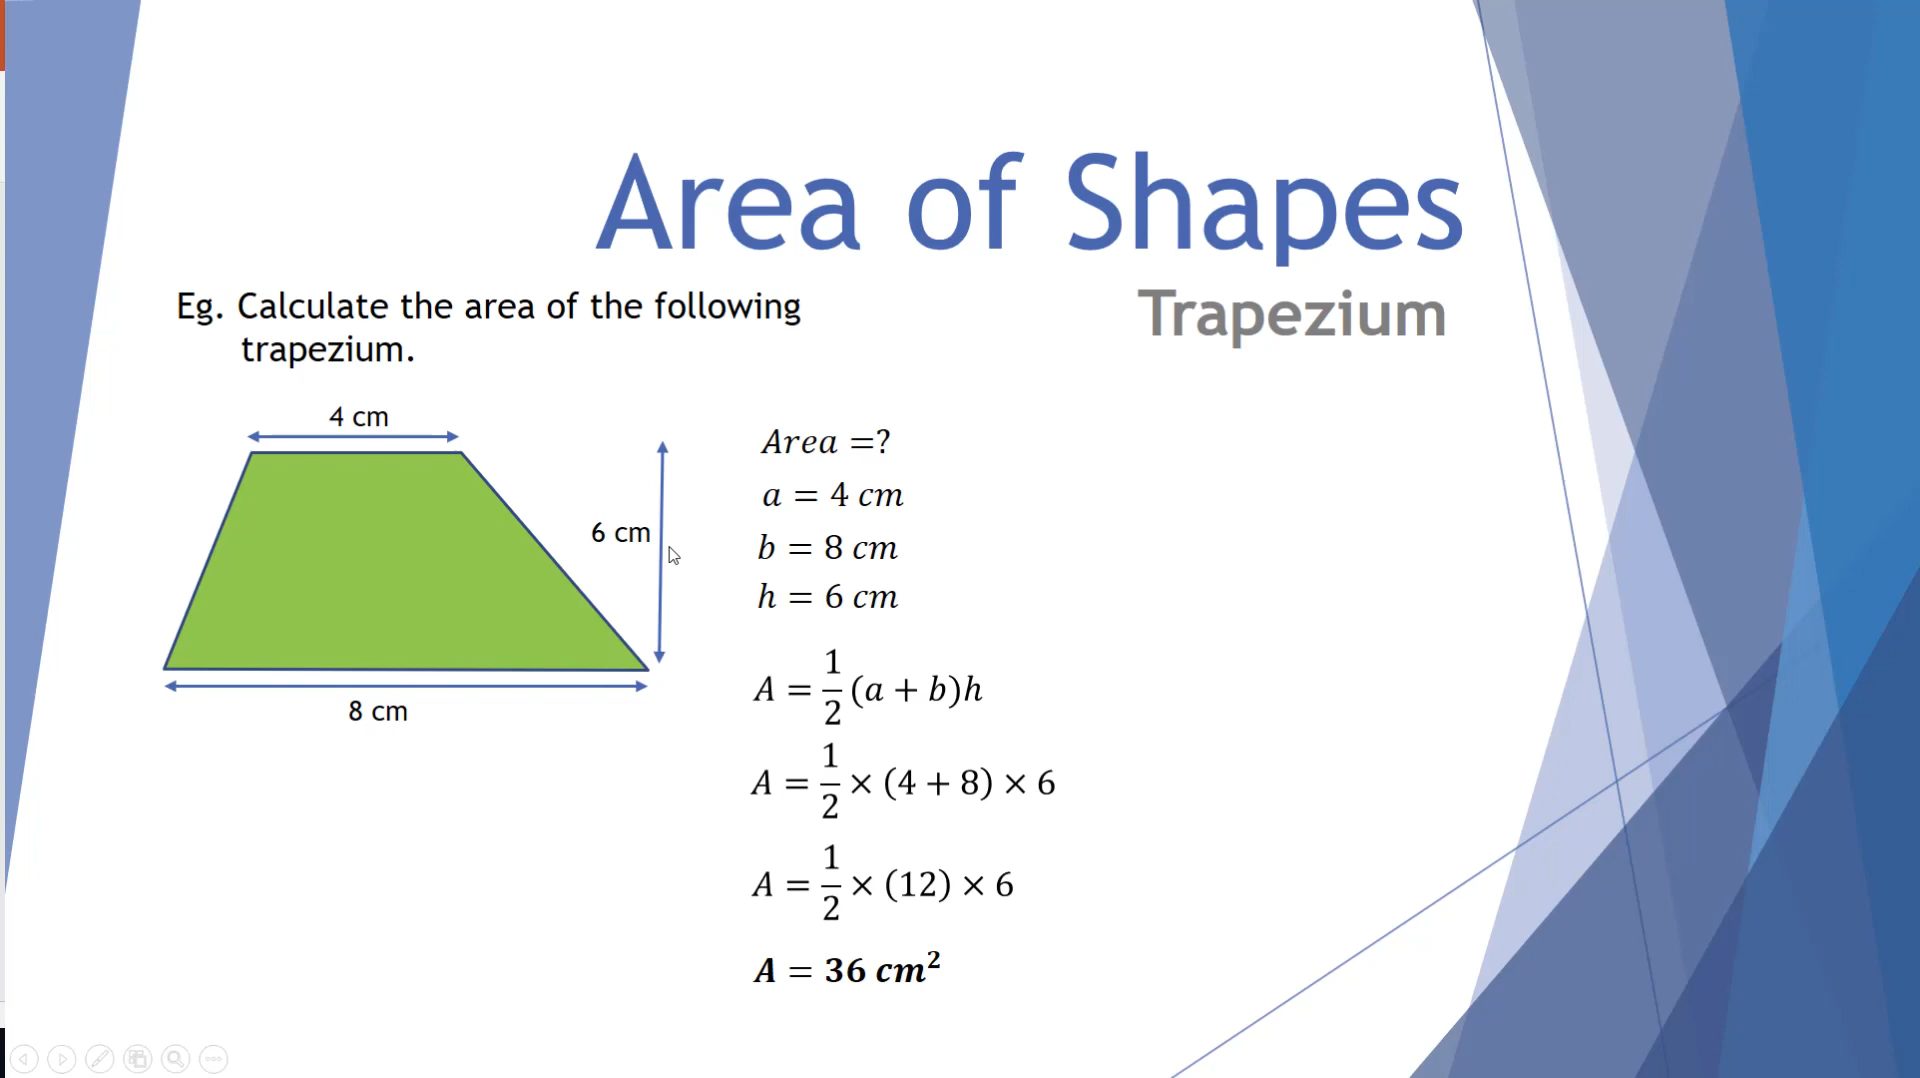 Area of Shapes
Trapezium
Eg. Calculate the area of the following
trapezium.
4 cm
6 cm
8 cm
Area =?
a = 4 cm
b = 8 cm
h = 6 cm
A = 1/2 (a + b)h
A = 1/2 × (4 + 8) × 6
A = 1/2 × (12) × 6
A = 36 cm²